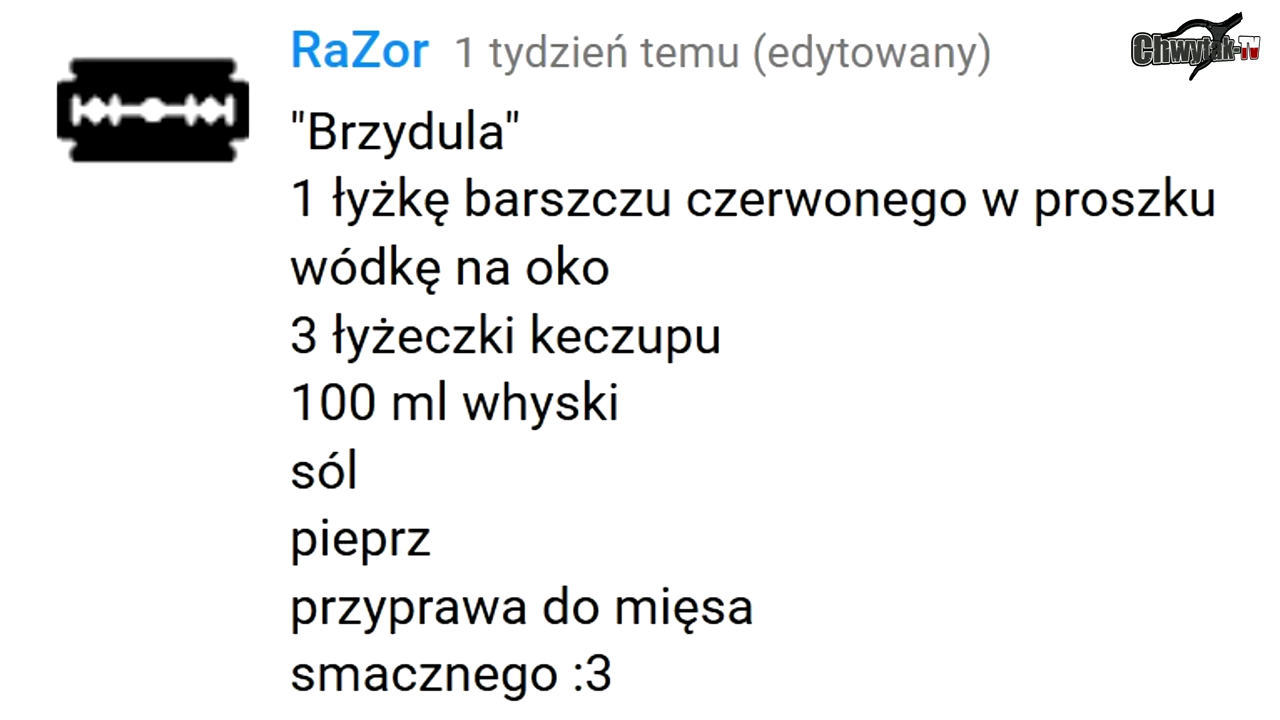 RaZor 1 tydzień temu (edytowany)
Chwytak-TV
"Brzydula"
1 łyżkę barszczu czerwonego w proszku
wódkę na oko
3 łyżeczki keczupu
100 ml whyski
sól
pieprz
przyprawa do mięsa
smacznego :3